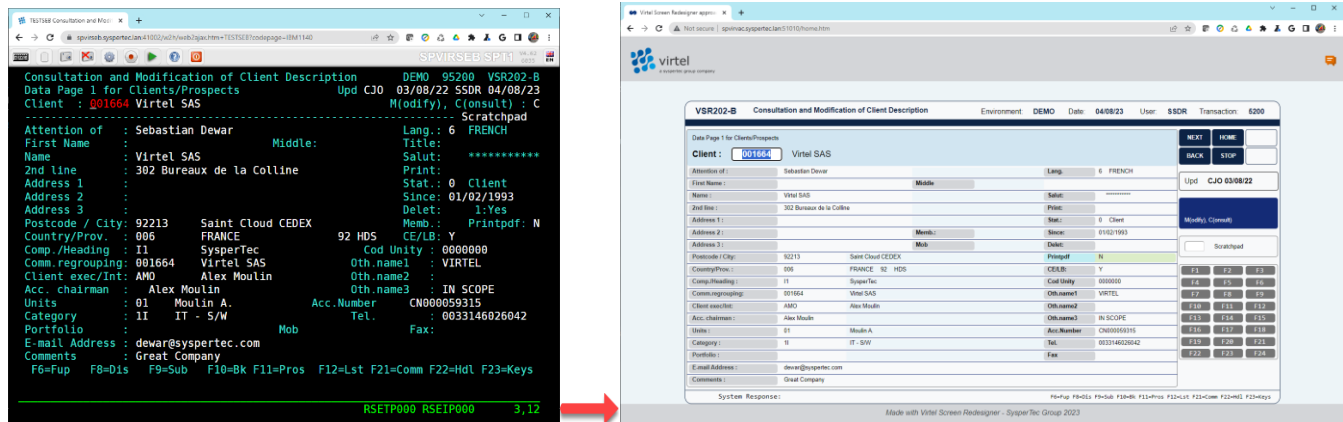 TESTSEB Consultation and Modi
spvirseb.syspertec.lan:41002/w2h/web2ajax.htm+TESTSEB?codepage=IBM1140
SPVIRSEB SPT1
Consultation and Modification of Client Description DEMO 95200 VSR202-B
Data Page 1 for Clients/Prospects Upd CJO 03/08/22 SSDR 04/08/23
Client : 001664 Virtel SAS M(odify), C(onsult) : C
Scratchpad
Attention of : Sebastian Dewar Lang.: 6 FRENCH
First Name : Middle: Title:
Name : Virtel SAS Salut: ***********
2nd line : 302 Bureaux de la Colline Print:
Address 1 : Stat.: 0 Client
Address 2 : Since: 01/02/1993
Address 3 : Delet: 1:Yes
Postcode / City: 92213 Saint Cloud CEDEX Memb.: Printpdf: N
Country/Prov. : 006 FRANCE 92 HDS CE/LB: Y
Comp./Heading : I1 SysperTec Cod Unity : 0000000
Comm.regrouping: 001664 Virtel SAS Oth.name1 : VIRTEL
Client exec/Int: AMO Alex Moulin Oth.name2 :
Acc. chairman : Alex Moulin Oth.name3 : IN SCOPE
Units : 01 Moulin A. Acc.Number CN000059315
Category : 1I IT - S/W Tel. : 0033146026042
Portfolio : Mob Fax:
E-mail Address : dewar@syspertec.com
Comments : Great Company
F6=Fup F8=Dis F9=Sub F10=Bk F11=Pros F12=Lst F21=Comm F22=Hdl F23=Keys
RSETP000 RSEIP000 3,12
Virtel Screen Redesigner approv
Not secure | spvirvac.syspertec.lan:51010/home.htm
virtel
a syspertec group company
VSR202-B Consultation and Modification of Client Description Environment: DEMO Date: 04/08/23 User: SSDR Transaction: 5200
Data Page 1 for Clients/Prospects
NEXT HOME
Client : 001664 Virtel SAS
BACK STOP
Attention of : Sebastian Dewar Lang. 6 FRENCH
First Name : Middle
Upd CJO 03/08/22
Name : Virtel SAS Salut: ***********
2nd line : 302 Bureaux de la Colline Print:
Address 1 : Stat.: 0 Client
M(odify), C(onsult)
Address 2 : Memb.: Since: 01/02/1993
Address 3 : Mob Delet:
Scratchpad
Postcode / City: 92213 Saint Cloud CEDEX Printpdf N
Country/Prov. : 006 FRANCE 92 HDS CE/LB: Y
F1 F2 F3
Comp./Heading : I1 SysperTec Cod Unity 0000000
F4 F5 F6
Comm.regrouping: 001664 Virtel SAS Oth.name1 VIRTEL
F7 F8 F9
Client exec/Int: AMO Alex Moulin Oth.name2
F10 F11 F12
Acc. chairman : Alex Moulin Oth.name3 IN SCOPE
F13 F14 F15
Units : 01 Moulin A. Acc.Number CN000059315
F16 F17 F18
Category : 1I IT - S/W Tel. 0033146026042
F19 F20 F21
Portfolio : Fax
F22 F23 F24
E-mail Address : dewar@syspertec.com
Comments : Great Company
System Response: F6=Fup F8=Dis F9=Sub F10=Bk F11=Pros F12=Lst F21=Comm F22=Hdl F23=Keys
Made with Virtel Screen Redesigner - SysperTec Group 2023